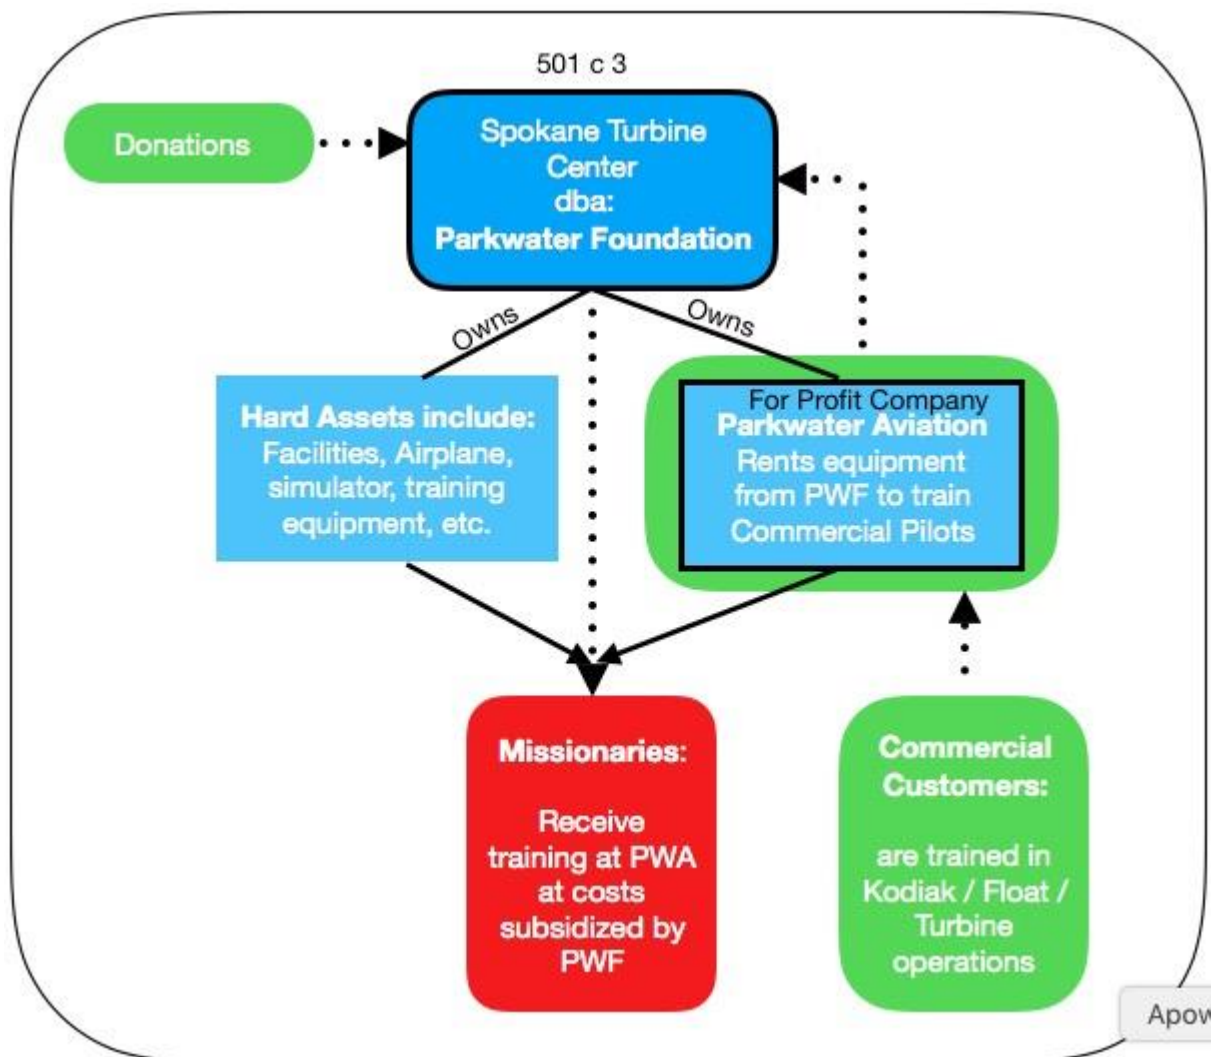 501 c 3
Donations
Spokane Turbine
Center
dba:
Parkwater Foundation
Owns
Owns
Hard Assets include:
Facilities, Airplane,
simulator, training
equipment, etc.
For Profit Company
Parkwater Aviation
Rents equipment
from PWF to train
Commercial Pilots
Missionaries:
Receive
training at PWA
at costs
subsidized by
PWF
Commercial
Customers:
are trained in
Kodiak / Float /
Turbine
operations